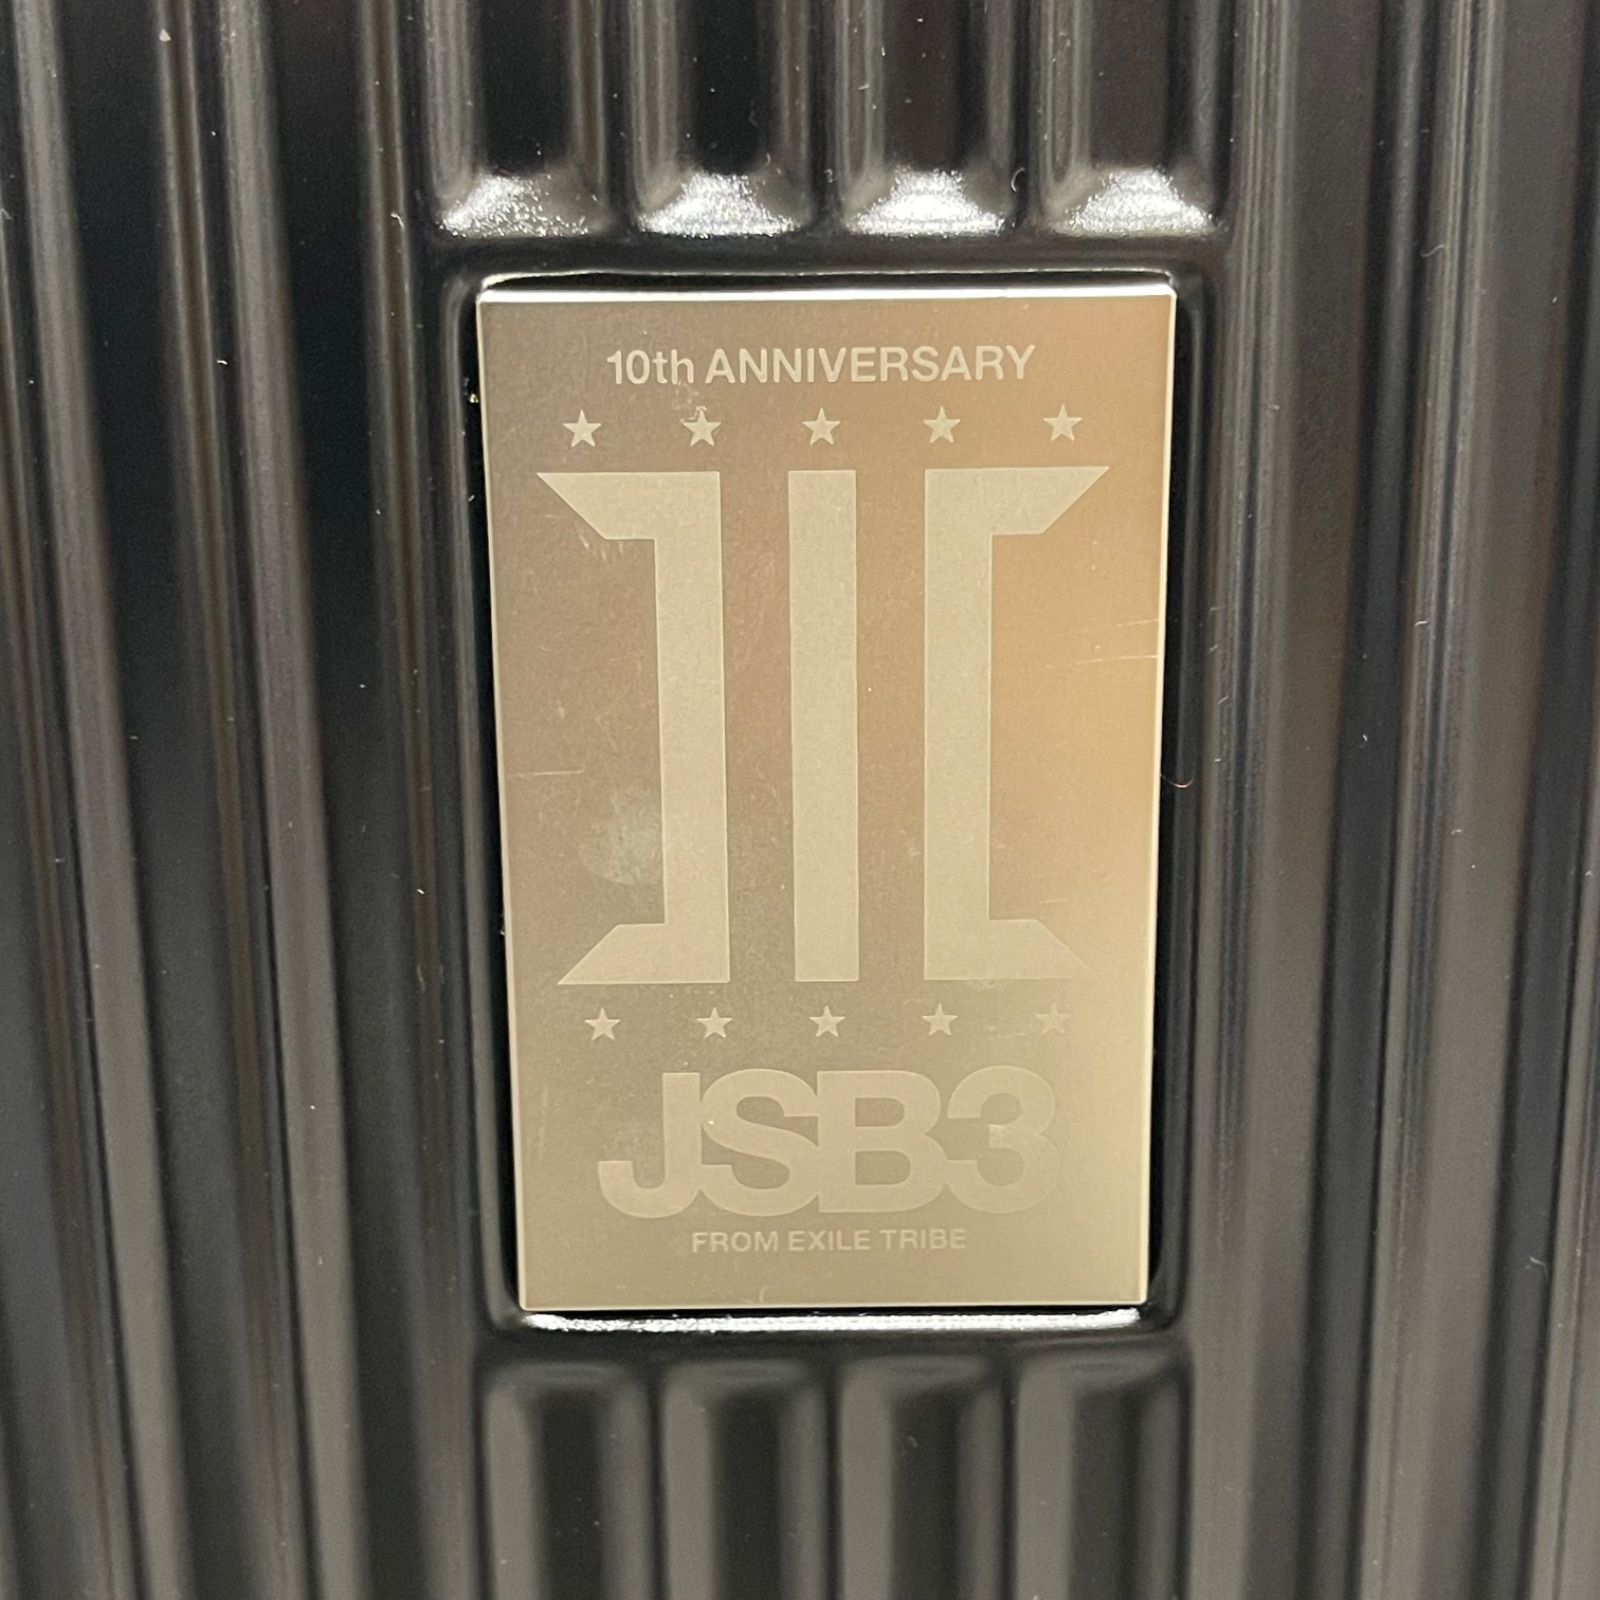 10th ANNIVERSARY
JSB3
FROM EXILE TRIBE